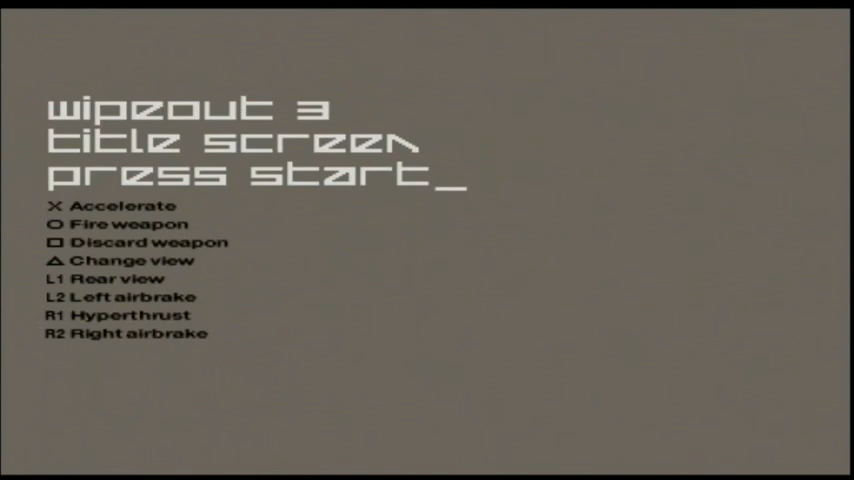 wipeout 3
title screen
press start_
X Accelerate
O Fire weapon
□ Discard weapon
△ Change view
L1 Rear view
L2 Left airbrake
R1 Hyperthrust
R2 Right airbrake